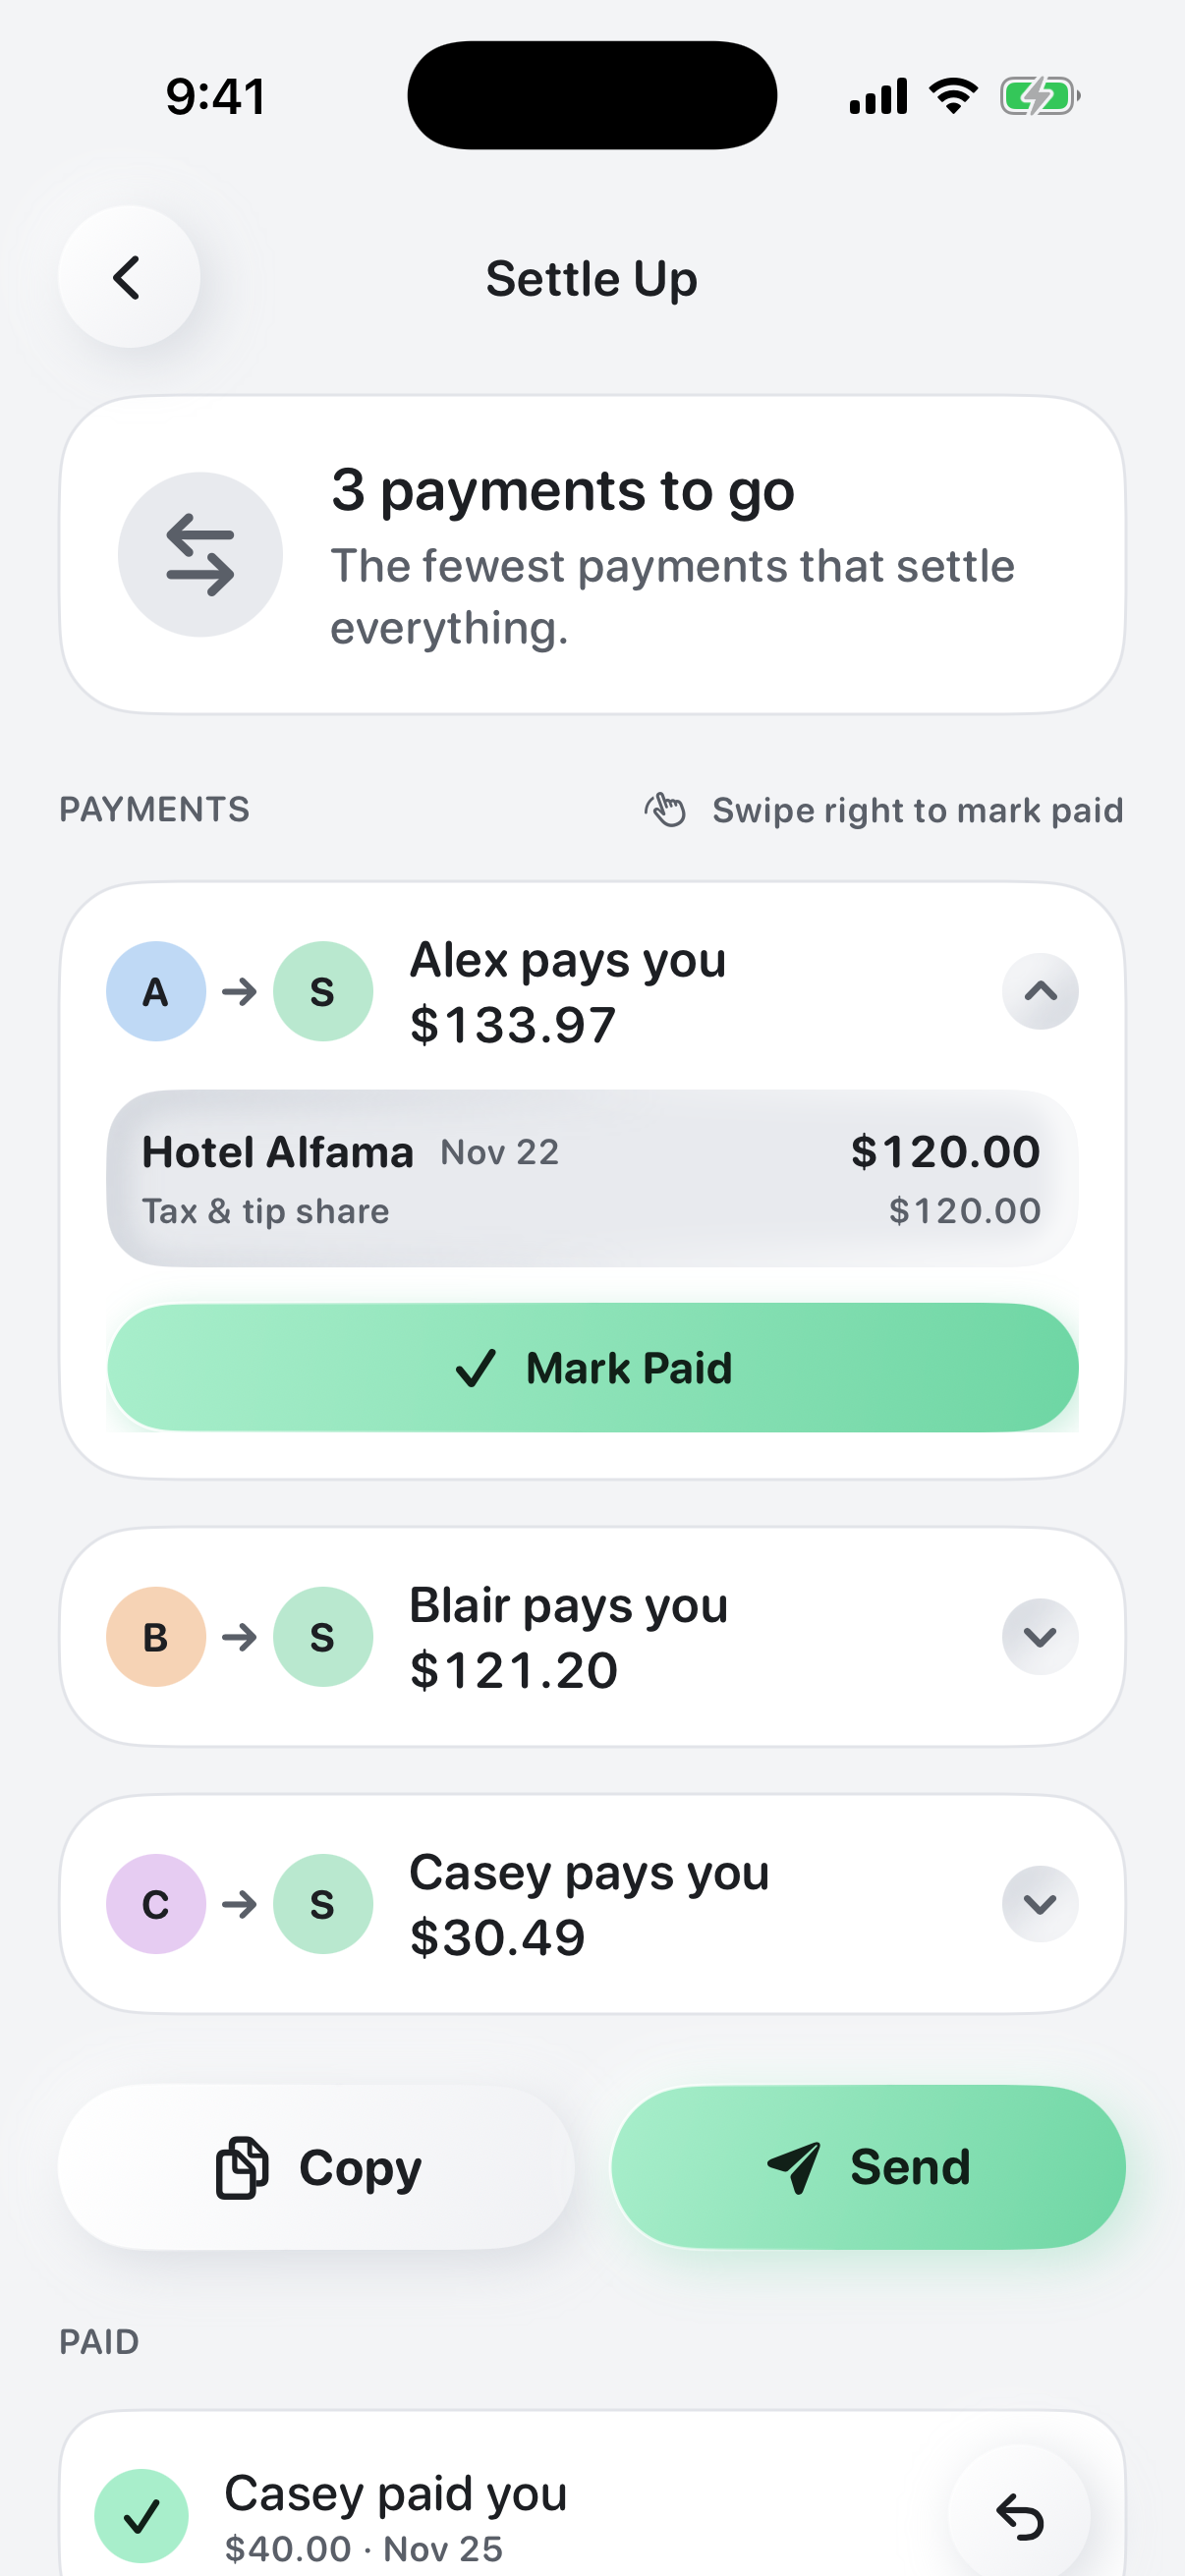 9:41
Settle Up
3 payments to go
The fewest payments that settle
everything.
PAYMENTS
Swipe right to mark paid
A
S
Alex pays you
$133.97
Hotel Alfama Nov 22 $120.00
Tax & tip share $120.00
Mark Paid
B
S
Blair pays you
$121.20
C
S
Casey pays you
$30.49
Copy
Send
PAID
Casey paid you
$40.00 · Nov 25